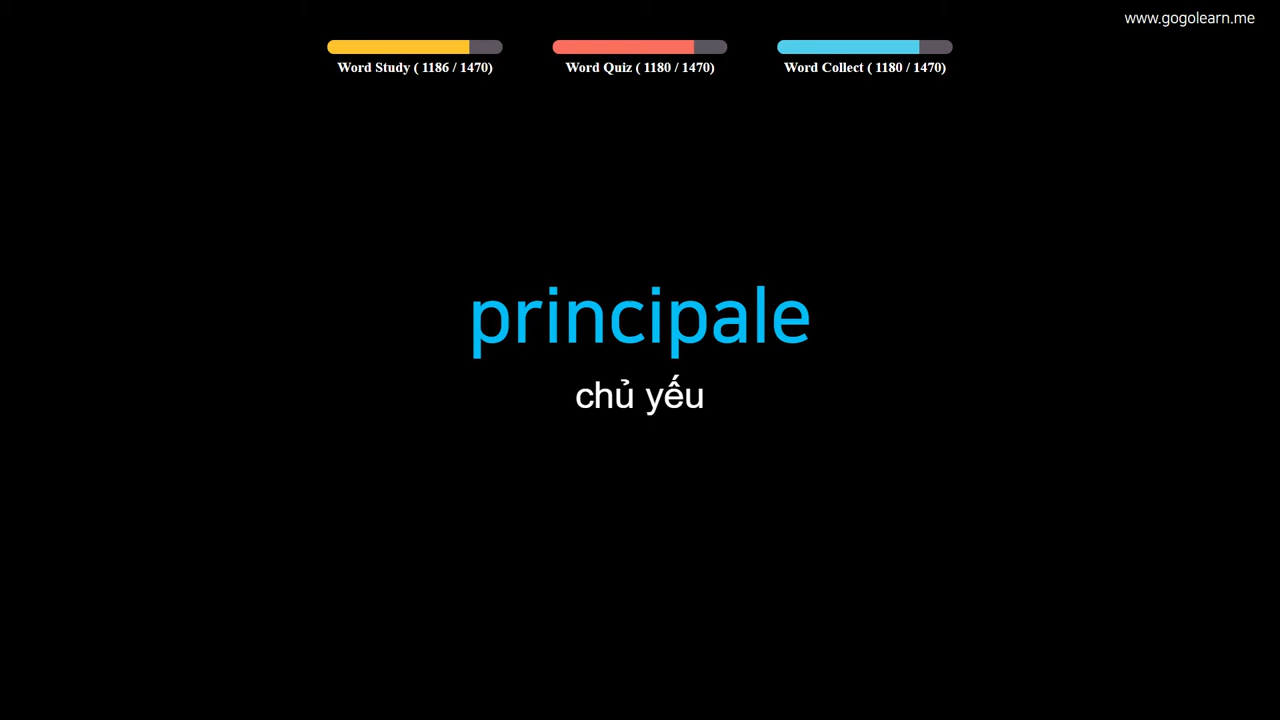 www.gogolearn.me
Word Study ( 1186 / 1470)
Word Quiz ( 1180 / 1470)
Word Collect ( 1180 / 1470)
principale
chủ yếu